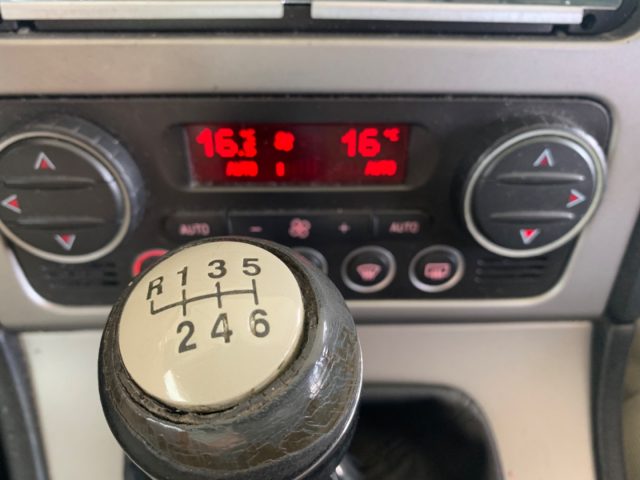 16.5°C 16°C
AUTO AUTO
AUTO - + AUTO
R 1 3 5
2 4 6